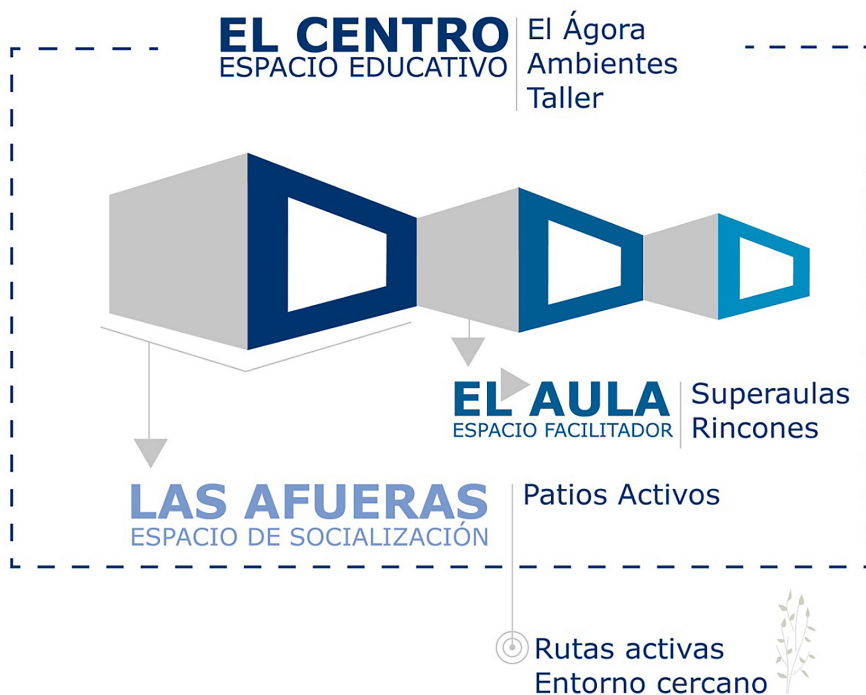 EL CENTRO
ESPACIO EDUCATIVO
El Ágora
Ambientes
Taller
EL AULA
ESPACIO FACILITADOR
Superaulas
Rincones
LAS AFUERAS
ESPACIO DE SOCIALIZACIÓN
Patios Activos
Rutas activas
Entorno cercano